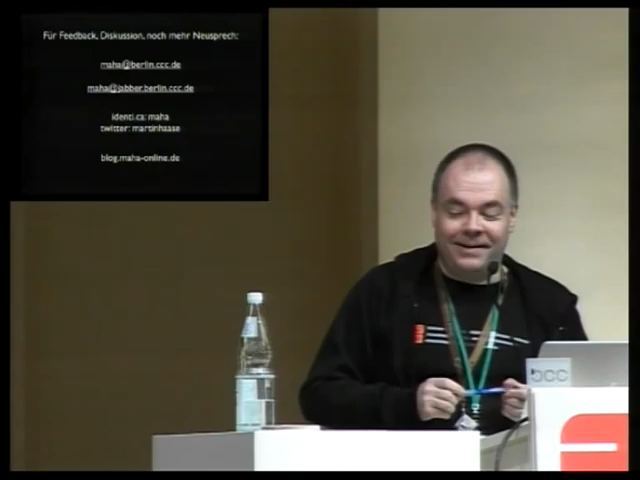 Für Feedback, Diskussion, noch mehr Neusprech:
maha@berlin.ccc.de
maha@jabber.berlin.ccc.de
identi.ca: maha
twitter: martinhaase
blog.maha-online.de
bcc